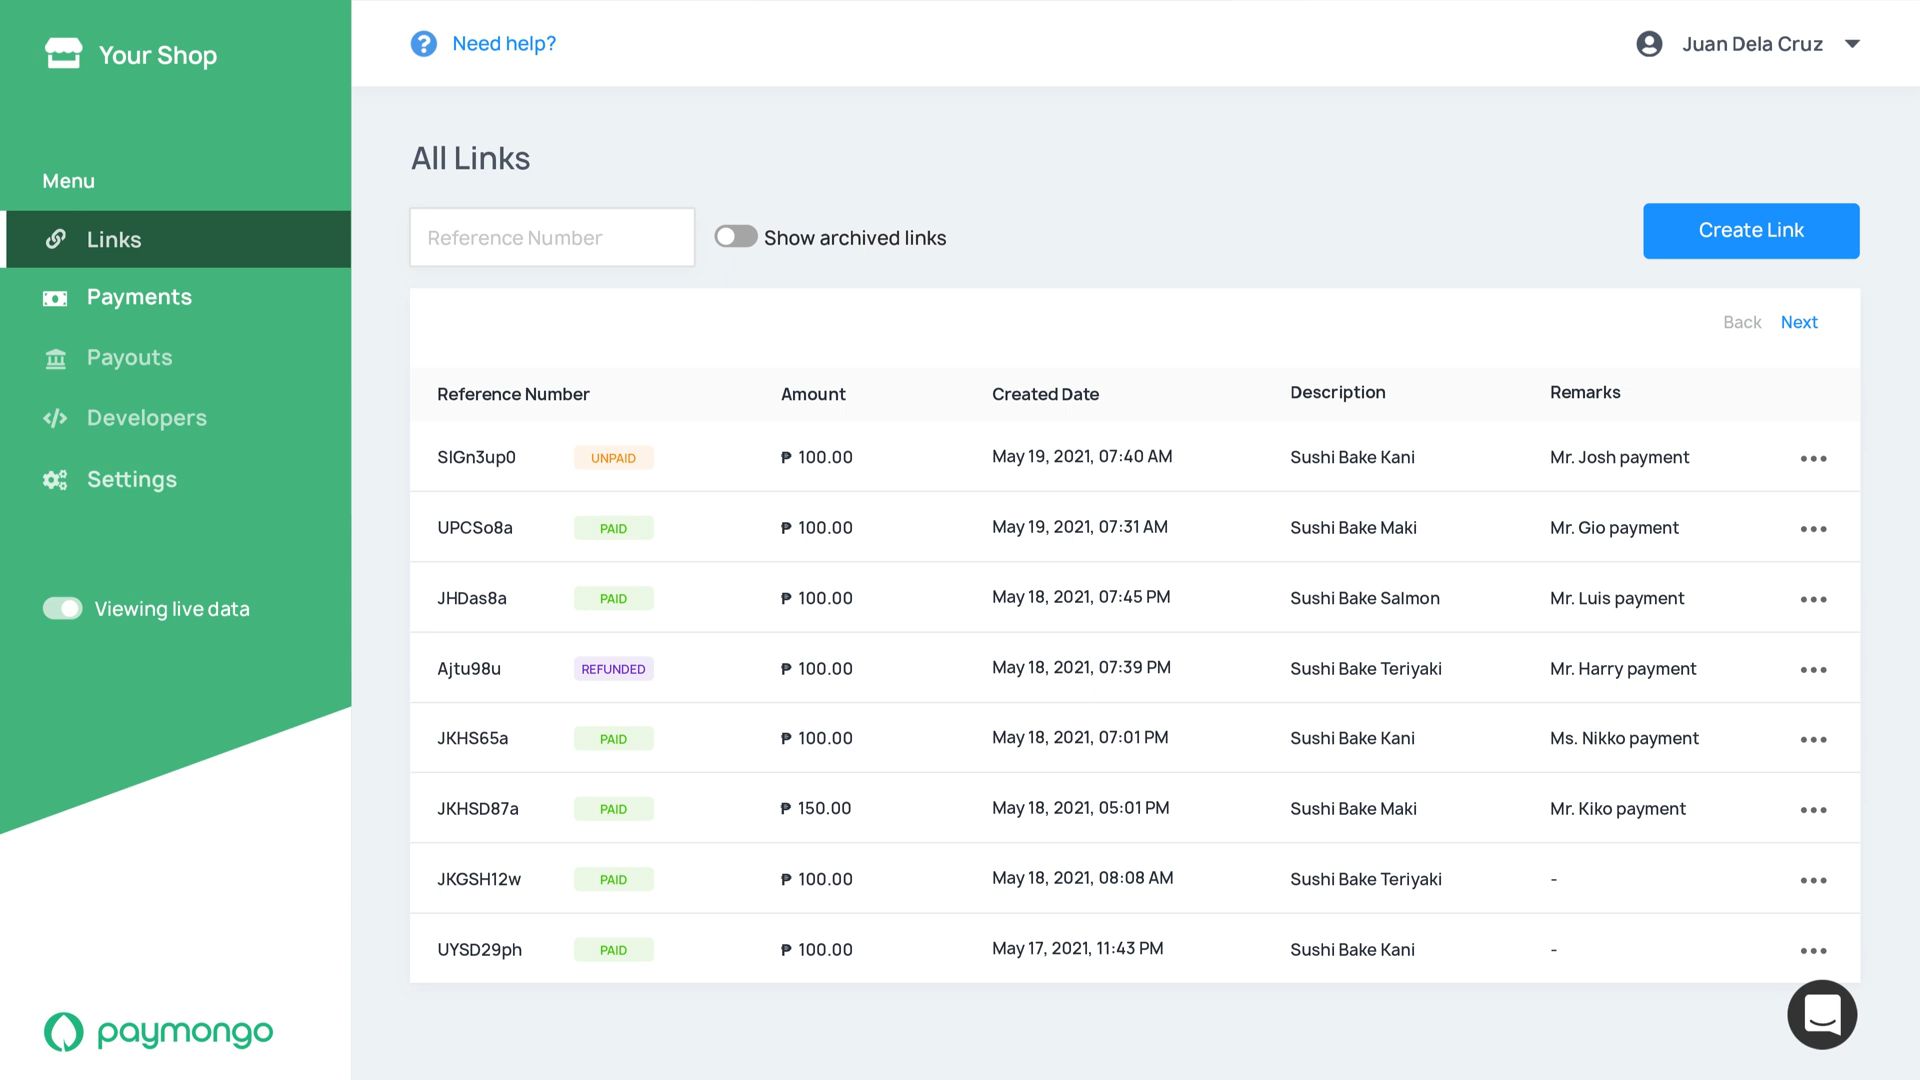 Your Shop
Need help?
Juan Dela Cruz
Menu
Links
Payments
Payouts
Developers
Settings
Viewing live data
paymongo
All Links
Reference Number
Show archived links
Create Link
Back Next
Reference Number Amount Created Date Description Remarks
SIGn3up0 UNPAID ₱ 100.00 May 19, 2021, 07:40 AM Sushi Bake Kani Mr. Josh payment
UPCSo8a PAID ₱ 100.00 May 19, 2021, 07:31 AM Sushi Bake Maki Mr. Gio payment
JHDas8a PAID ₱ 100.00 May 18, 2021, 07:45 PM Sushi Bake Salmon Mr. Luis payment
Ajtu98u REFUNDED ₱ 100.00 May 18, 2021, 07:39 PM Sushi Bake Teriyaki Mr. Harry payment
JKHS65a PAID ₱ 100.00 May 18, 2021, 07:01 PM Sushi Bake Kani Ms. Nikko payment
JKHSD87a PAID ₱ 150.00 May 18, 2021, 05:01 PM Sushi Bake Maki Mr. Kiko payment
JKGSH12w PAID ₱ 100.00 May 18, 2021, 08:08 AM Sushi Bake Teriyaki -
UYSD29ph PAID ₱ 100.00 May 17, 2021, 11:43 PM Sushi Bake Kani -